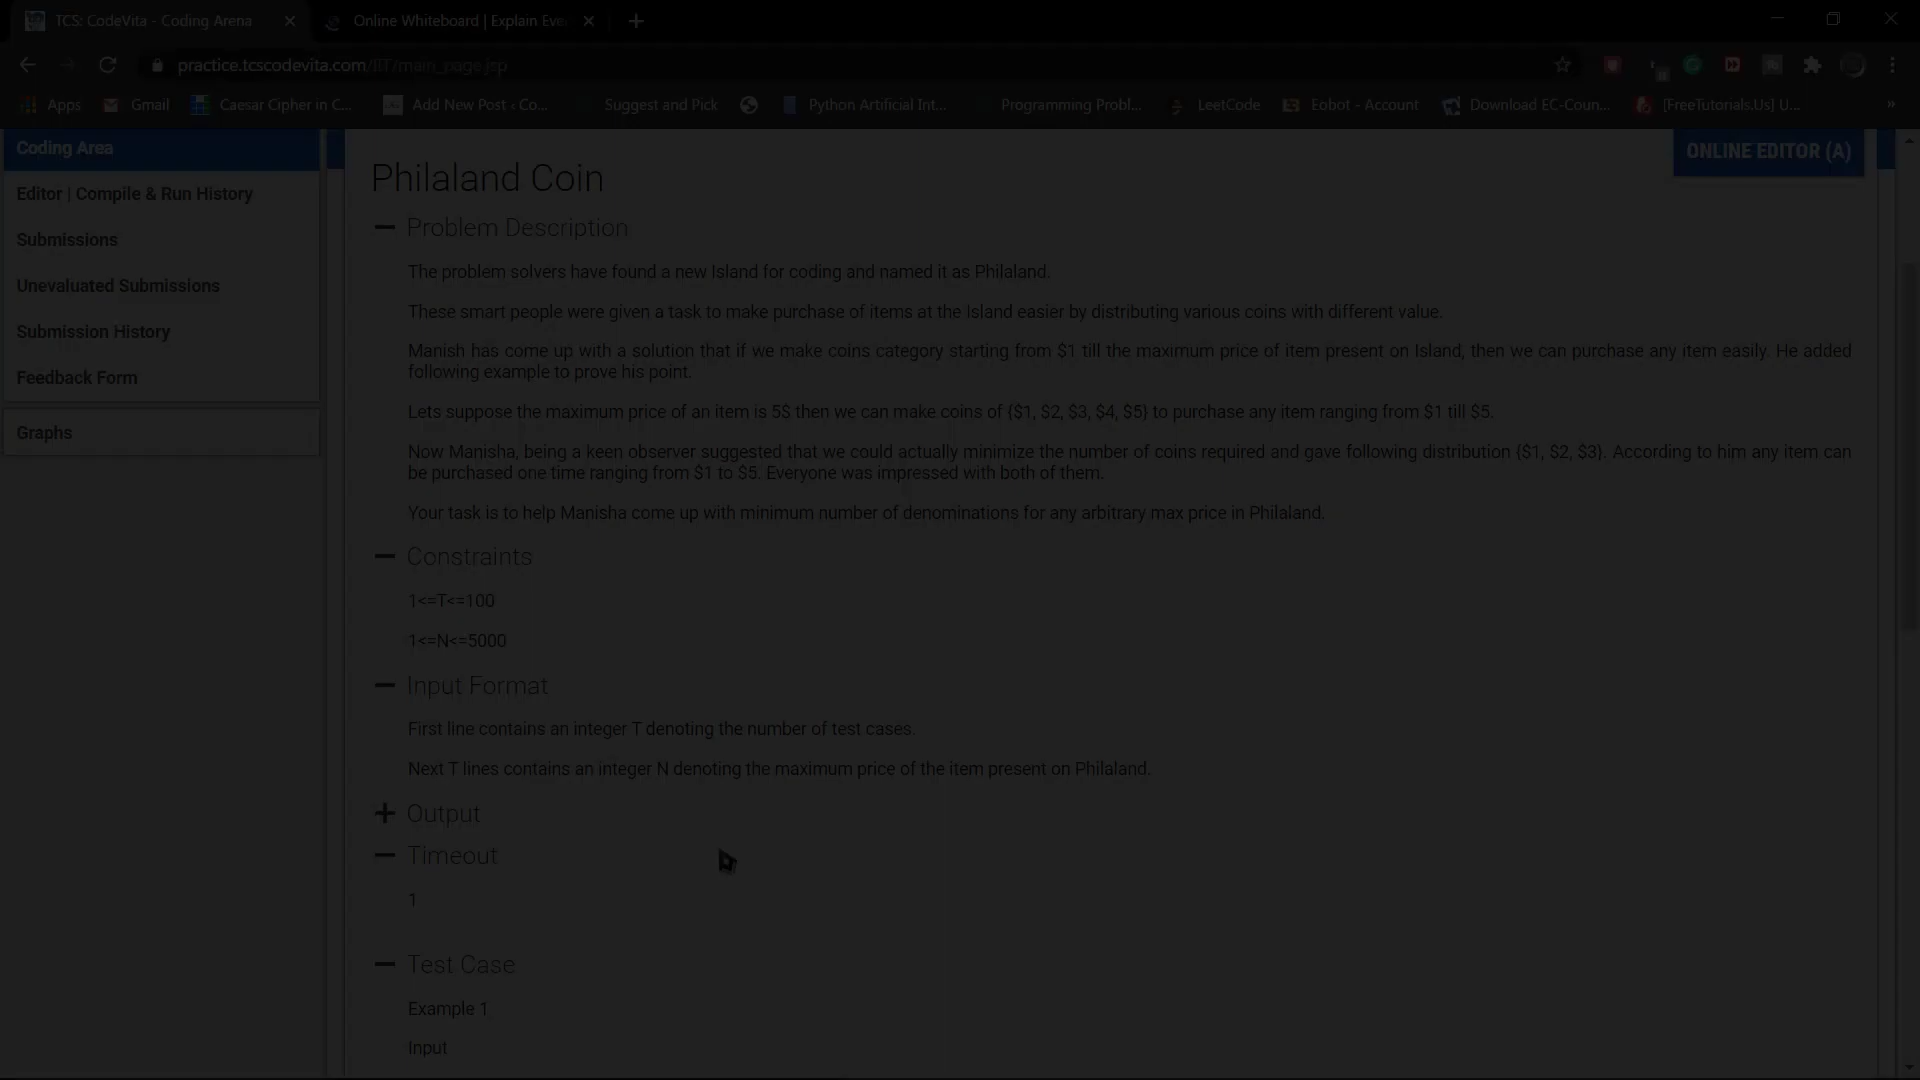 TCS: CodeVita - Coding Arena
Online Whiteboard | Explain Eve
practice.tcscodevita.com/IIT/main_page.jsp
Apps Gmail Caesar Cipher in C... Add New Post ‹ Co... Suggest and Pick Python Artificial Int... Programming Probl... LeetCode Eobot - Account Download EC-Coun... [FreeTutorials.Us] U... »
Coding Area
Editor | Compile & Run History
Submissions
Unevaluated Submissions
Submission History
Feedback Form
Graphs
ONLINE EDITOR (A)
Philaland Coin
Problem Description
The problem solvers have found a new Island for coding and named it as Philaland.
These smart people were given a task to make purchase of items at the Island easier by distributing various coins with different value.
Manish has come up with a solution that if we make coins category starting from $1 till the maximum price of item present on Island, then we can purchase any item easily. He added
following example to prove his point.
Lets suppose the maximum price of an item is 5$ then we can make coins of {$1, $2, $3, $4, $5} to purchase any item ranging from $1 till $5.
Now Manisha, being a keen observer suggested that we could actually minimize the number of coins required and gave following distribution {$1, $2, $3}. According to him any item can
be purchased one time ranging from $1 to $5. Everyone was impressed with both of them.
Your task is to help Manisha come up with minimum number of denominations for any arbitrary max price in Philaland.
Constraints
1<=T<=100
1<=N<=5000
Input Format
First line contains an integer T denoting the number of test cases.
Next T lines contains an integer N denoting the maximum price of the item present on Philaland.
Output
Timeout
1
Test Case
Example 1
Input